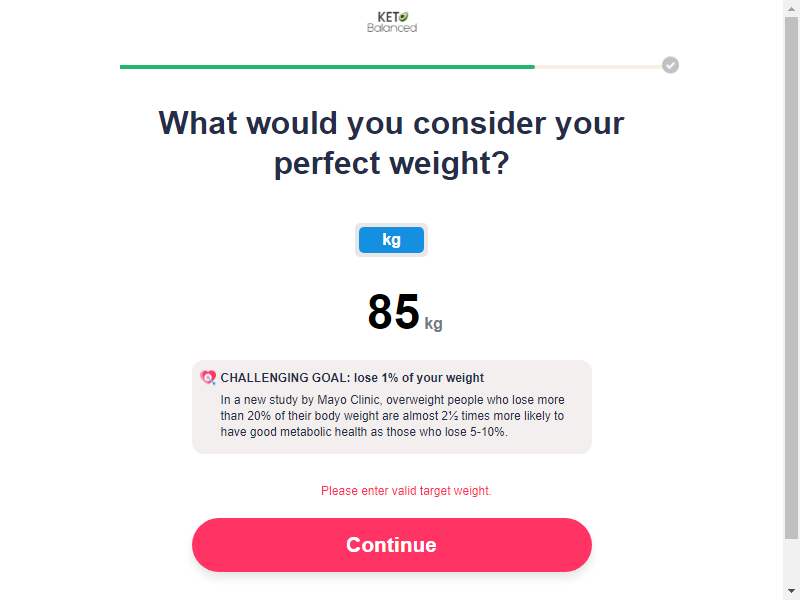 KETO
Balanced
What would you consider your
perfect weight?
kg
85 kg
CHALLENGING GOAL: lose 1% of your weight
In a new study by Mayo Clinic, overweight people who lose more
than 20% of their body weight are almost 2½ times more likely to
have good metabolic health as those who lose 5-10%.
Please enter valid target weight.
Continue